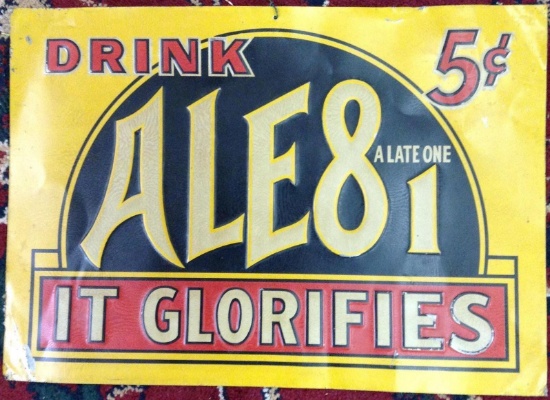 DRINK 5¢
ALE 8 1
A LATE ONE
IT GLORIFIES